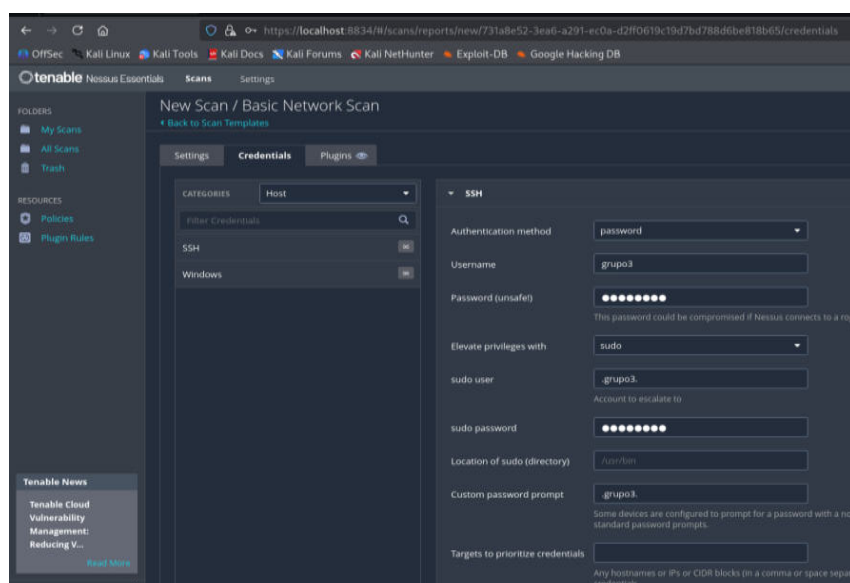 https://localhost:8834/#/scans/reports/new/731a8e52-3ea6-a291-ec0a-d2ff0619c19d7bd788d6be818b65/credentials
OffSec Kali Linux Kali Tools Kali Docs Kali Forums Kali NetHunter Exploit-DB Google Hacking DB
tenable Nessus Essentials Scans Settings
FOLDERS
My Scans
All Scans
Trash
RESOURCES
Policies
Plugin Rules
Tenable News
Tenable Cloud
Vulnerability
Management:
Reducing V...
Read More
New Scan / Basic Network Scan
Back to Scan Templates
Settings Credentials Plugins
CATEGORIES Host
Filter Credentials
SSH
Windows
SSH
Authentication method password
Username grupo3
Password (unsafe!) ●●●●●●●●
This password could be compromised if Nessus connects to a
Elevate privileges with sudo
sudo user .grupo3.
Account to escalate to
sudo password ●●●●●●●●
Location of sudo (directory) /usr/bin
Custom password prompt .grupo3.
Some devices are configured to prompt for a password with a
standard password prompts.
Targets to prioritize credentials
Any hostnames or IPs or CIDR blocks (in a comma or space